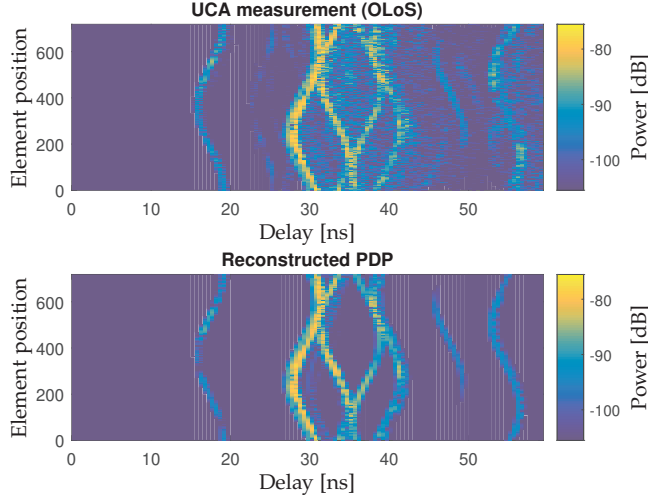 UCA measurement (OLoS)
Element position
600
400
200
0
0 10 20 30 40 50
Delay [ns]
-80
-90
-100
Power [dB]
Reconstructed PDP
Element position
600
400
200
0
0 10 20 30 40 50
Delay [ns]
-80
-90
-100
Power [dB]